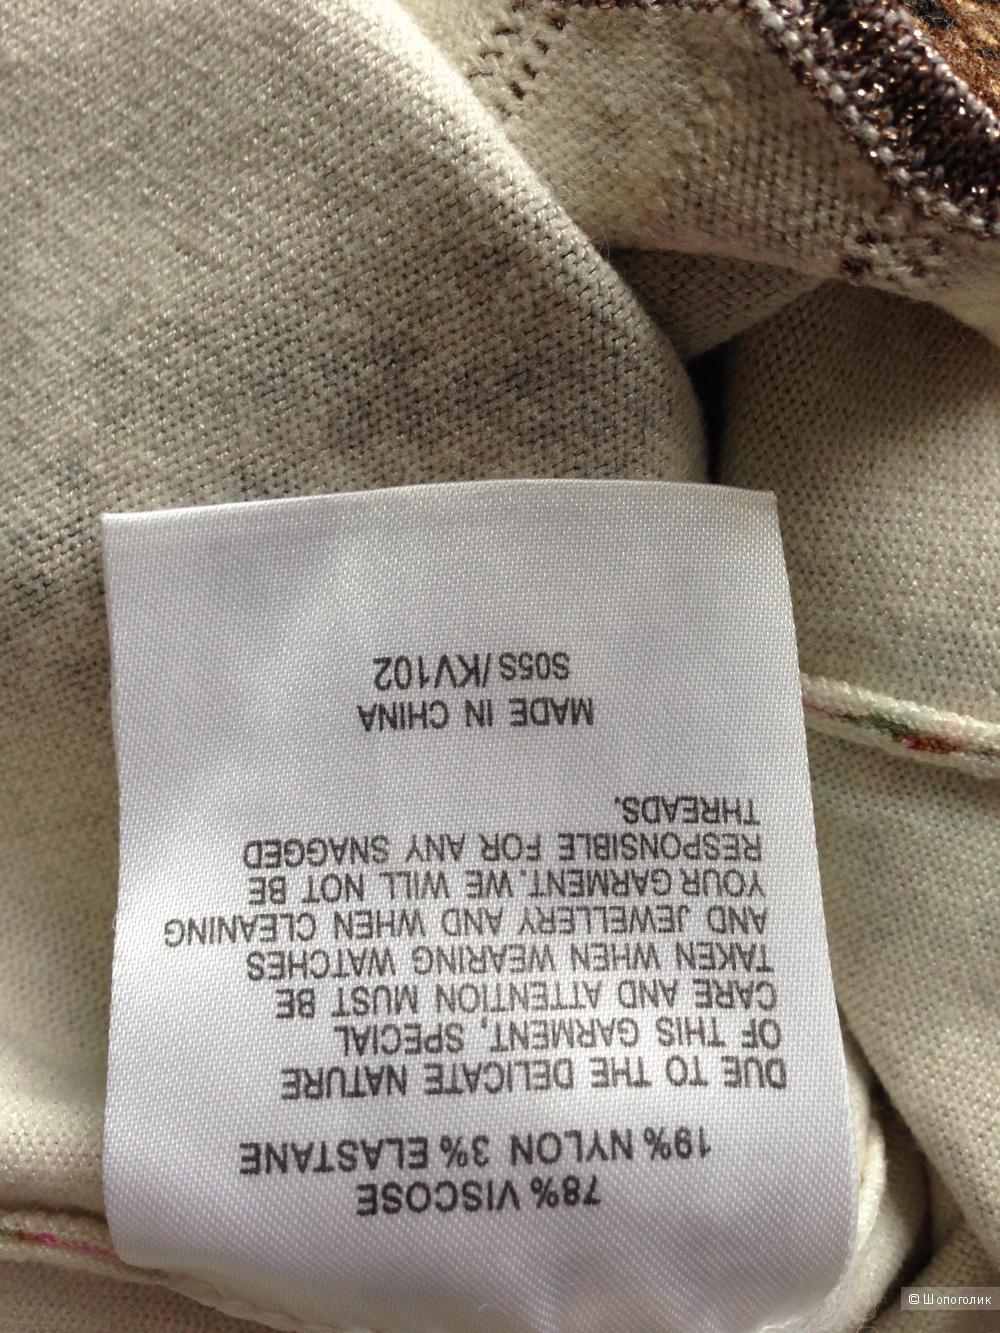 78% VISCOSE
19% NYLON 3% ELASTANE
DUE TO THE DELICATE NATURE
OF THIS GARMENT, SPECIAL
CARE AND ATTENTION MUST BE
TAKEN WHEN WEARING WATCHES
AND JEWELLERY AND WHEN CLEANING
YOUR GARMENT. WE WILL NOT BE
RESPONSIBLE FOR ANY SNAGGED
THREADS.
MADE IN CHINA
S05S/KV102
© Шопоголик